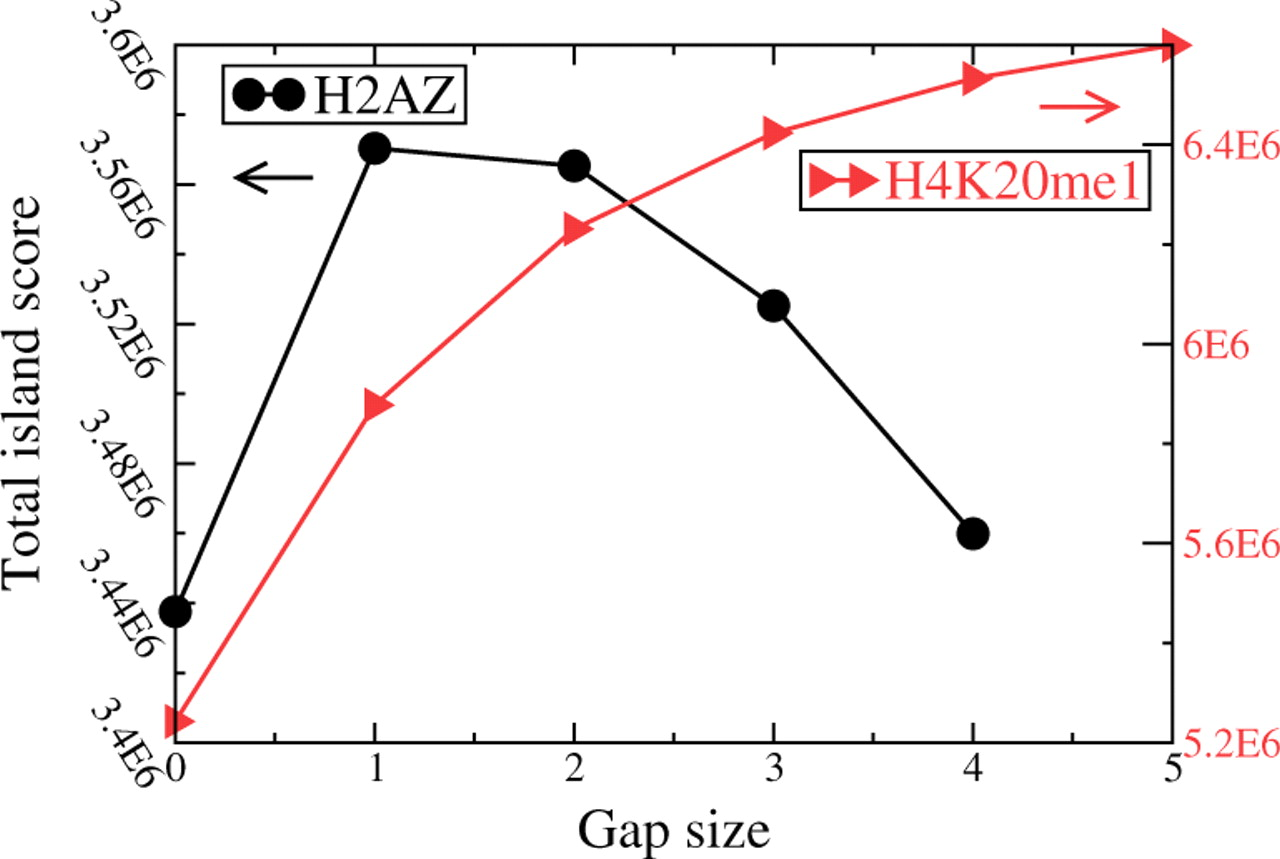 3.6E6
H2AZ
3.56E6
6.4E6
H4K20me1
Total island score
3.52E6
6E6
3.48E6
5.6E6
3.44E6
3.4E6
5.2E6
0 1 2 3 4 5
Gap size